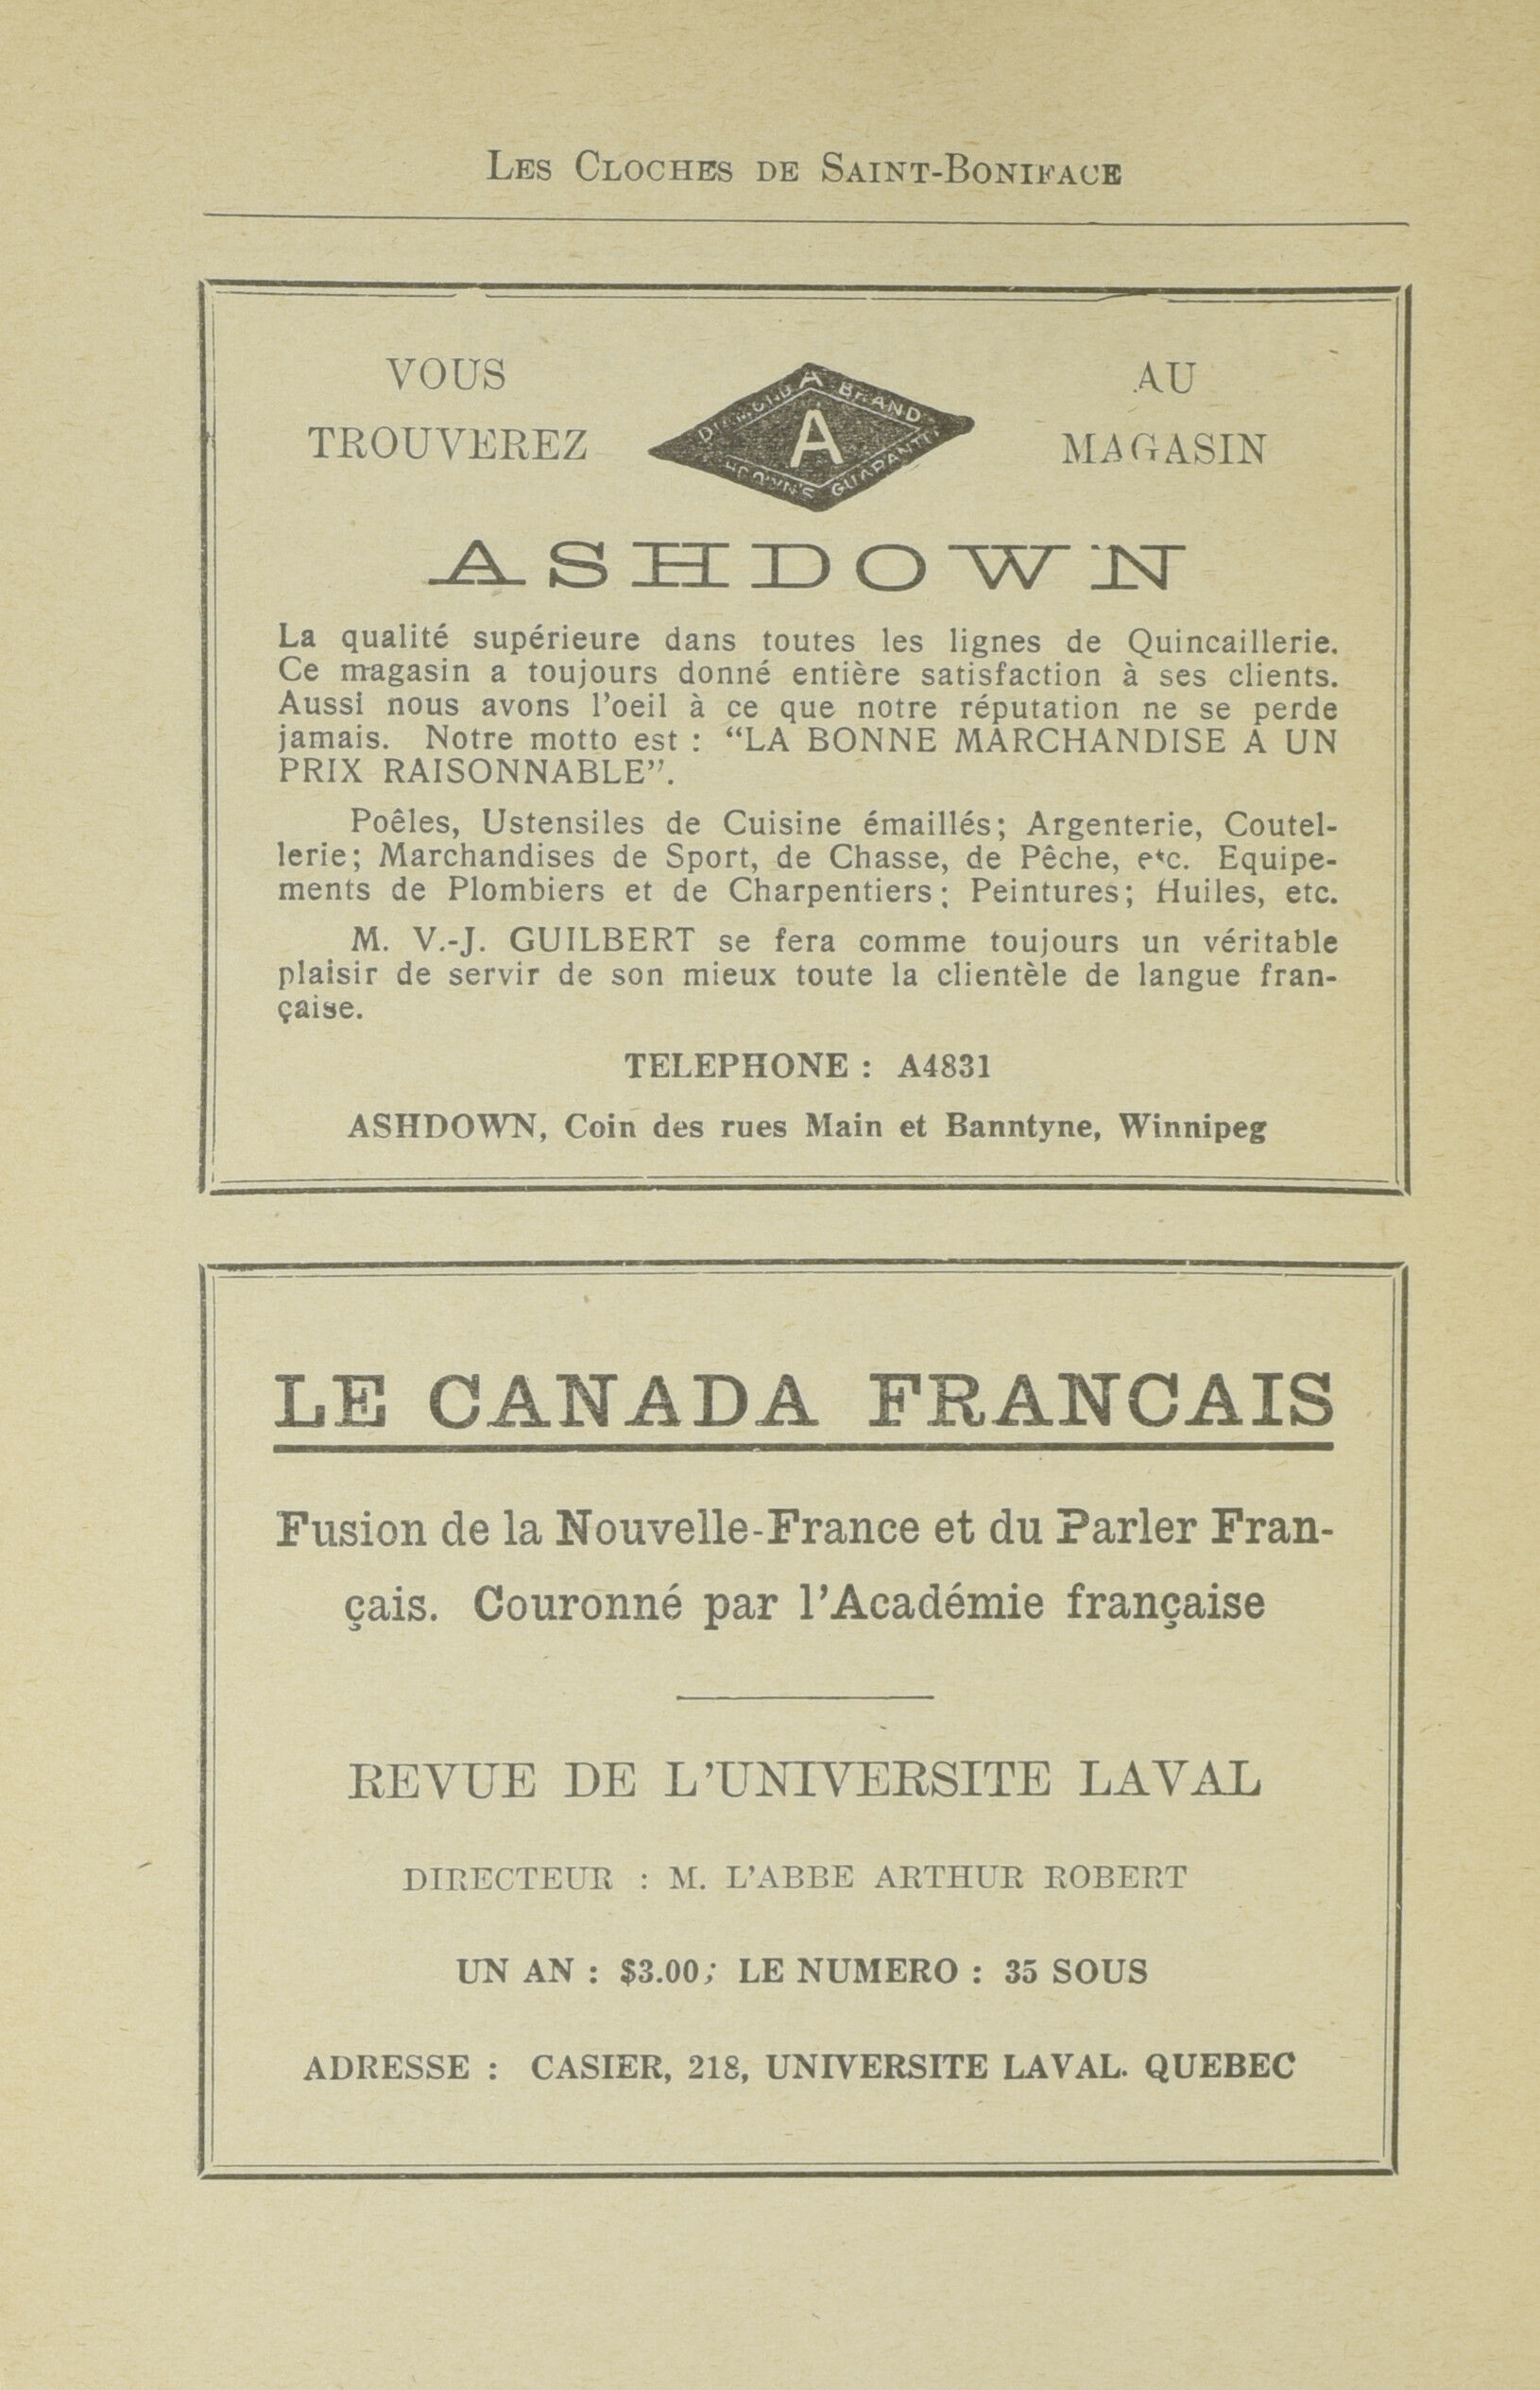 LES CLOCHES DE SAINT-BONIFACE
VOUS
TROUVEREZ
DIAMOND A BRAND
A
ASHDOWN'S GUARANTEE
AU
MAGASIN
ASHDOWN
La qualité supérieure dans toutes les lignes de Quincaillerie.
Ce magasin a toujours donné entière satisfaction à ses clients.
Aussi nous avons l'oeil à ce que notre réputation ne se perde
jamais. Notre motto est : “LA BONNE MARCHANDISE A UN
PRIX RAISONNABLE”.
Poêles, Ustensiles de Cuisine émaillés; Argenterie, Coutel-
lerie; Marchandises de Sport, de Chasse, de Pêche, etc. Equipe-
ments de Plombiers et de Charpentiers; Peintures; Huiles, etc.
M. V.-J. GUILBERT se fera comme toujours un véritable
plaisir de servir de son mieux toute la clientèle de langue fran-
çaise.
TELEPHONE : A4831
ASHDOWN, Coin des rues Main et Banntyne, Winnipeg
LE CANADA FRANCAIS
Fusion de la Nouvelle-France et du Parler Fran-
çais. Couronné par l'Académie française
REVUE DE L'UNIVERSITE LAVAL
DIRECTEUR : M. L'ABBE ARTHUR ROBERT
UN AN : $3.00; LE NUMERO : 35 SOUS
ADRESSE : CASIER, 218, UNIVERSITE LAVAL. QUEBEC